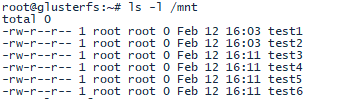 root@glusterfs:~# ls -l /mnt
total 0
-rw-r--r-- 1 root root 0 Feb 12 16:03 test1
-rw-r--r-- 1 root root 0 Feb 12 16:03 test2
-rw-r--r-- 1 root root 0 Feb 12 16:11 test3
-rw-r--r-- 1 root root 0 Feb 12 16:11 test4
-rw-r--r-- 1 root root 0 Feb 12 16:11 test5
-rw-r--r-- 1 root root 0 Feb 12 16:11 test6